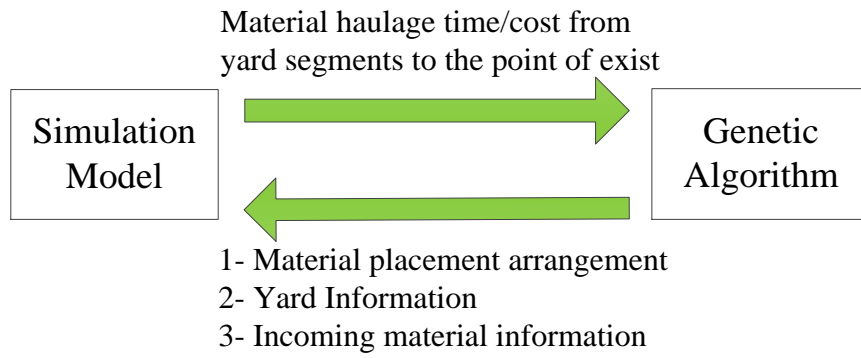 Material haulage time/cost from
yard segments to the point of exist
Simulation
Model
Genetic
Algorithm
1- Material placement arrangement
2- Yard Information
3- Incoming material information